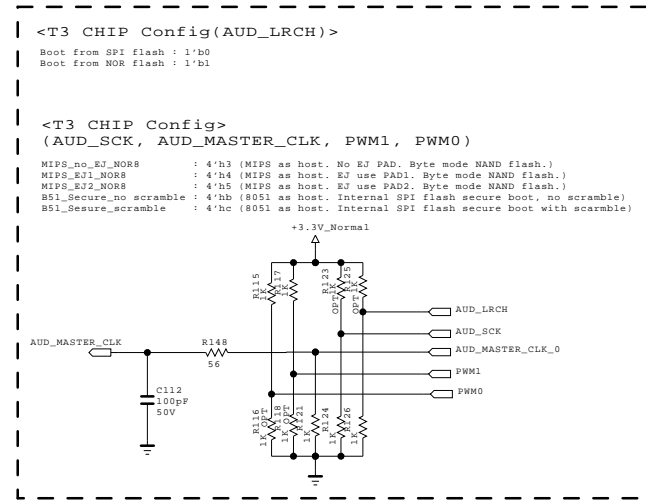 <T3 CHIP Config(AUD_LRCH)>
Boot from SPI flash : 1'b0
Boot from NOR flash : 1'b1
<T3 CHIP Config>
(AUD_SCK, AUD_MASTER_CLK, PWM1, PWM0)
MIPS_no_EJ_NOR8 : 4'h3 (MIPS as host. No EJ PAD. Byte mode NAND flash.)
MIPS_EJ1_NOR8 : 4'h4 (MIPS as host. EJ use PAD1. Byte mode NAND flash.)
MIPS_EJ2_NOR8 : 4'h5 (MIPS as host. EJ use PAD2. Byte mode NAND flash.)
B51_Secure_no scramble : 4'hb (8051 as host. Internal SPI flash secure boot, no scramble)
B51_Sesure_scramble : 4'hc (8051 as host. Internal SPI flash secure boot with scarmble)
+3.3V_Normal
R115
1K
R117
1K
R123
1K
OPT
R125
1K
OPT
AUD_LRCH
AUD_SCK
AUD_MASTER_CLK
R148
56
AUD_MASTER_CLK_0
PWM1
PWM0
C112
100pF
50V
R116
1K OPT
R118
1K OPT
R121
1K
R124
1K
R126
1K